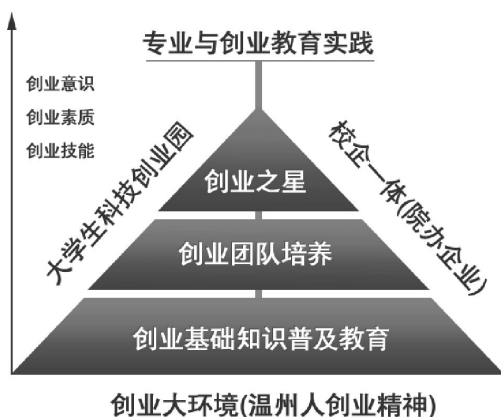 专业与创业教育实践
创业意识
创业素质
创业技能
大学生科技创业园
校企一体(院办企业)
创业之星
创业团队培养
创业基础知识普及教育
创业大环境(温州人创业精神)